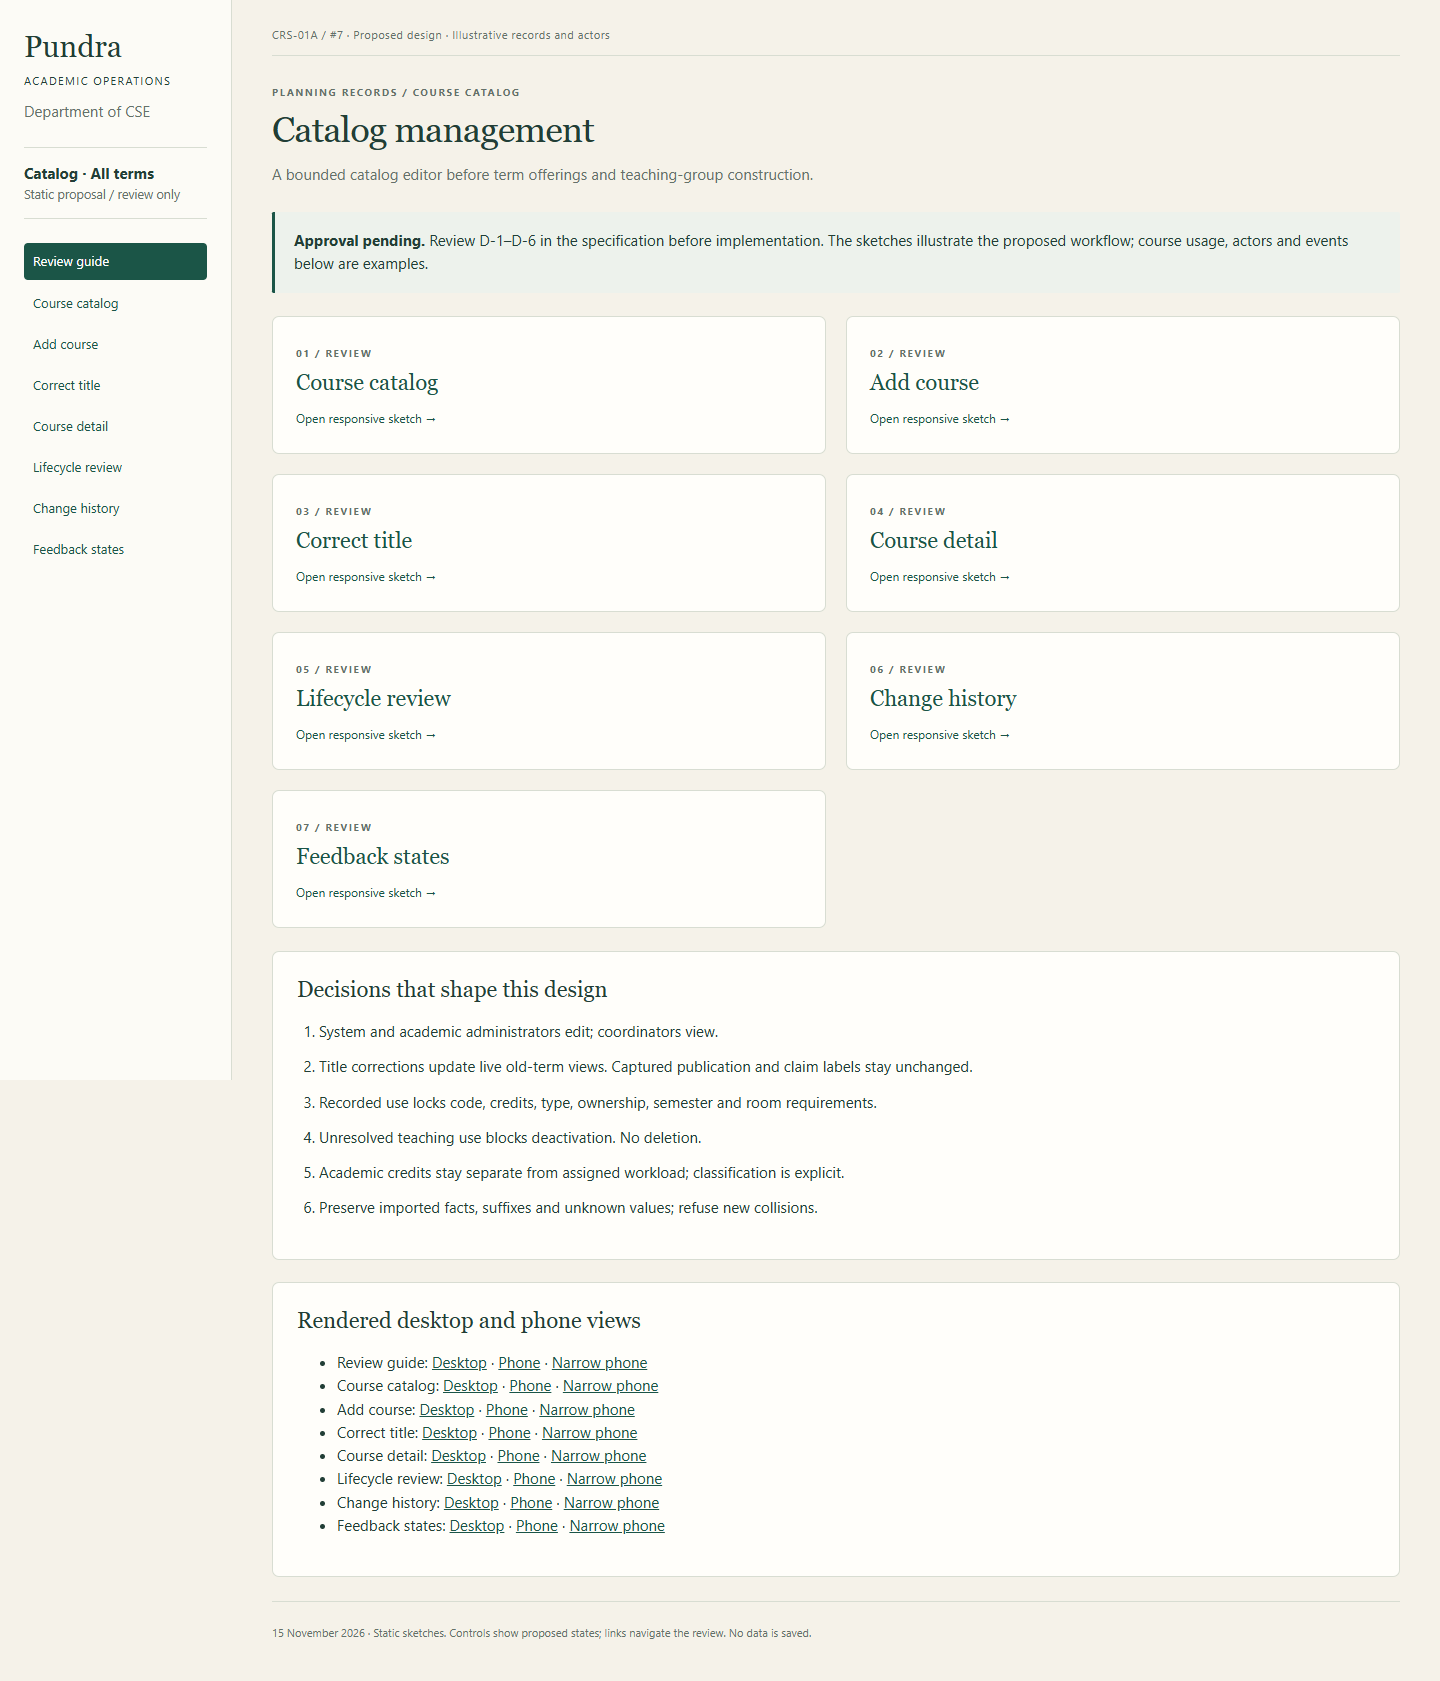 Pundra
ACADEMIC OPERATIONS
Department of CSE
Catalog · All terms
Static proposal / review only
Review guide
Course catalog
Add course
Correct title
Course detail
Lifecycle review
Change history
Feedback states
CRS-01A / #7 · Proposed design · Illustrative records and actors
PLANNING RECORDS / COURSE CATALOG
Catalog management
A bounded catalog editor before term offerings and teaching-group construction.
Approval pending. Review D-1–D-6 in the specification before implementation. The sketches illustrate the proposed workflow; course usage, actors and events
below are examples.
01 / REVIEW
Course catalog
Open responsive sketch →
02 / REVIEW
Add course
Open responsive sketch →
03 / REVIEW
Correct title
Open responsive sketch →
04 / REVIEW
Course detail
Open responsive sketch →
05 / REVIEW
Lifecycle review
Open responsive sketch →
06 / REVIEW
Change history
Open responsive sketch →
07 / REVIEW
Feedback states
Open responsive sketch →
Decisions that shape this design
1. System and academic administrators edit; coordinators view.
2. Title corrections update live old-term views. Captured publication and claim labels stay unchanged.
3. Recorded use locks code, credits, type, ownership, semester and room requirements.
4. Unresolved teaching use blocks deactivation. No deletion.
5. Academic credits stay separate from assigned workload; classification is explicit.
6. Preserve imported facts, suffixes and unknown values; refuse new collisions.
Rendered desktop and phone views
• Review guide: Desktop · Phone · Narrow phone
• Course catalog: Desktop · Phone · Narrow phone
• Add course: Desktop · Phone · Narrow phone
• Correct title: Desktop · Phone · Narrow phone
• Course detail: Desktop · Phone · Narrow phone
• Lifecycle review: Desktop · Phone · Narrow phone
• Change history: Desktop · Phone · Narrow phone
• Feedback states: Desktop · Phone · Narrow phone
15 November 2026 · Static sketches. Controls show proposed states; links navigate the review. No data is saved.